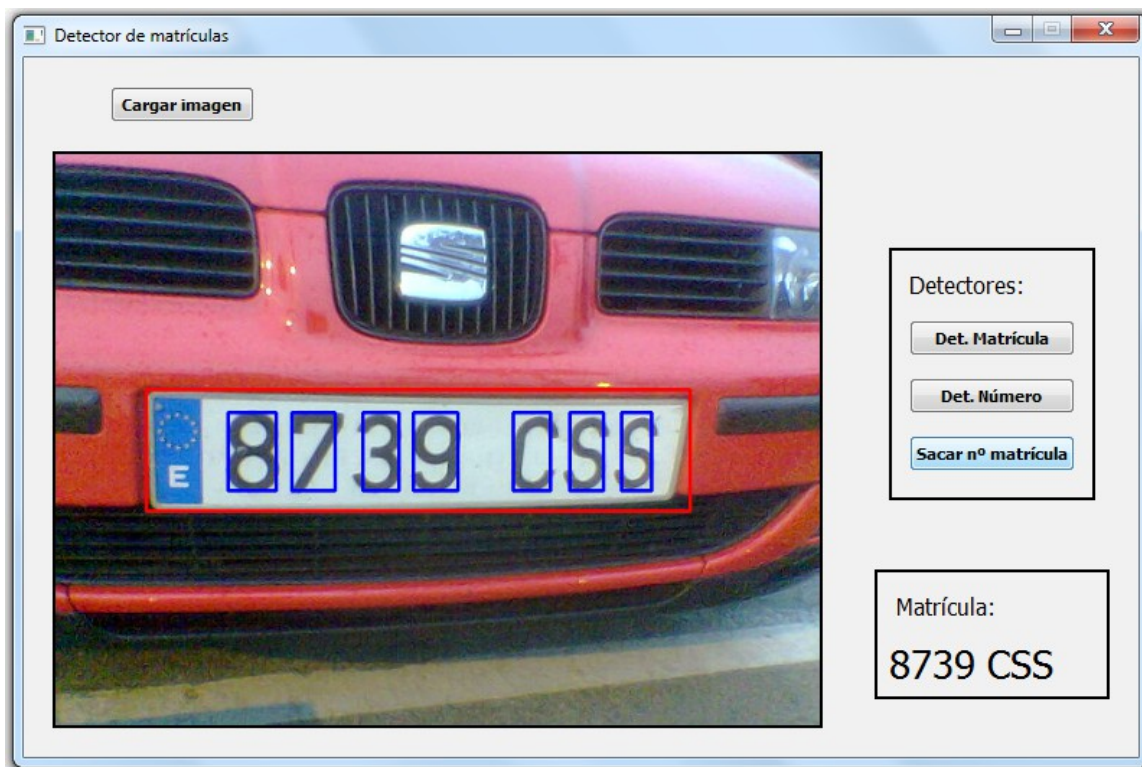 Detector de matrículas
Cargar imagen
E
8739 CSS
Detectores:
Det. Matrícula
Det. Número
Sacar nº matrícula
Matrícula:
8739 CSS